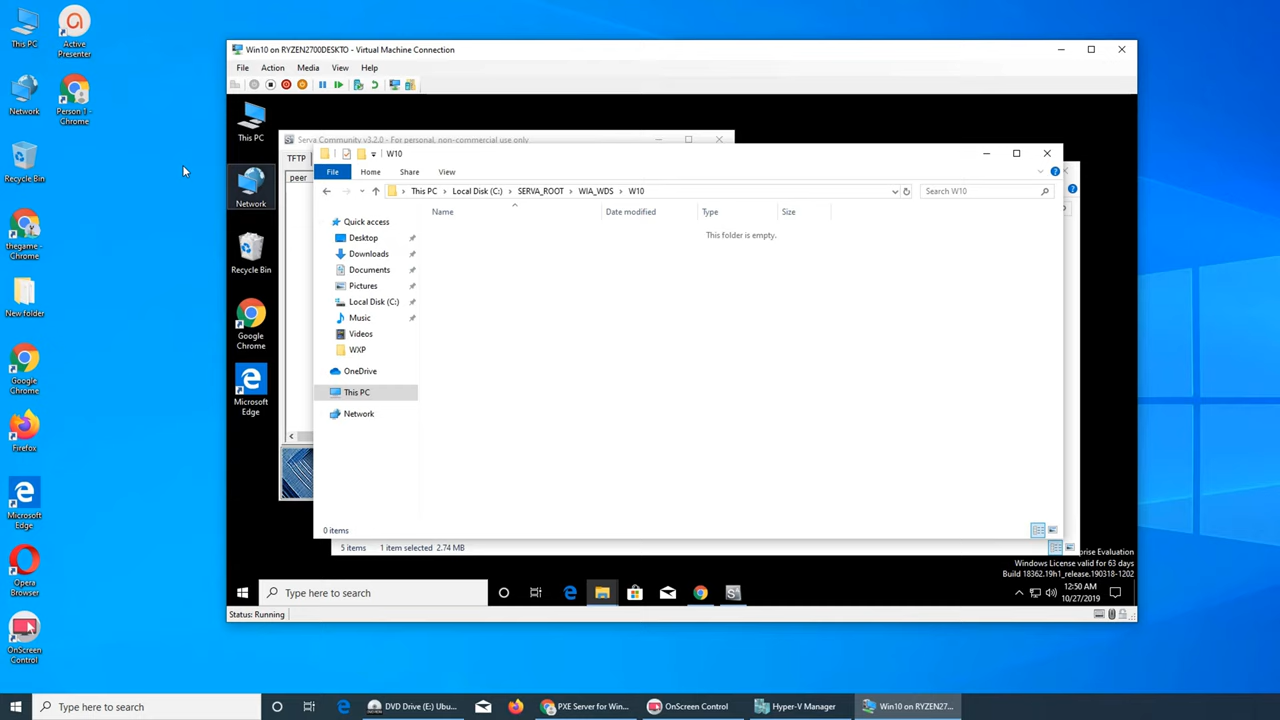 This PC
Active
Presenter
Network
Person 1 -
Chrome
Recycle Bin
thegame -
Chrome
New folder
Google
Chrome
Firefox
Microsoft
Edge
Opera
Browser
OnScreen
Control
Win10 on RYZEN2700DESKTO - Virtual Machine Connection
File Action Media View Help
This PC
Network
Recycle Bin
Google
Chrome
Microsoft
Edge
Serva Community v3.2.0 - For personal, non-commercial use only
TFTP
peer
W10
File Home Share View
This PC > Local Disk (C:) > SERVA_ROOT > WIA_WDS > W10
Search W10
Name Date modified Type Size
This folder is empty.
Quick access
Desktop
Downloads
Documents
Pictures
Local Disk (C:)
Music
Videos
WXP
OneDrive
This PC
Network
0 items
5 items 1 item selected 2.74 MB
prise Evaluation
Windows License valid for 63 days
Build 18362.19h1_release.190318-1202
Type here to search
12:50 AM
10/27/2019
Status: Running
Type here to search
DVD Drive (E:) Ubu...
PXE Server for Win...
OnScreen Control
Hyper-V Manager
Win10 on RYZEN27...